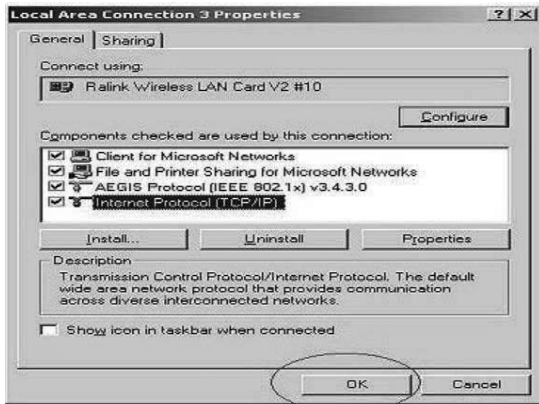 Local Area Connection 3 Properties
General
Sharing
Connect using:
Ralink Wireless LAN Card V2 #10
Configure
Components checked are used by this connection:
Client for Microsoft Networks
File and Printer Sharing for Microsoft Networks
AEGIS Protocol (IEEE 802.1x) v3.4.3.0
Internet Protocol (TCP/IP)
Install...
Uninstall
Properties
Description
Transmission Control Protocol/Internet Protocol. The default
wide area network protocol that provides communication
across diverse interconnected networks.
Show icon in taskbar when connected
OK
Cancel